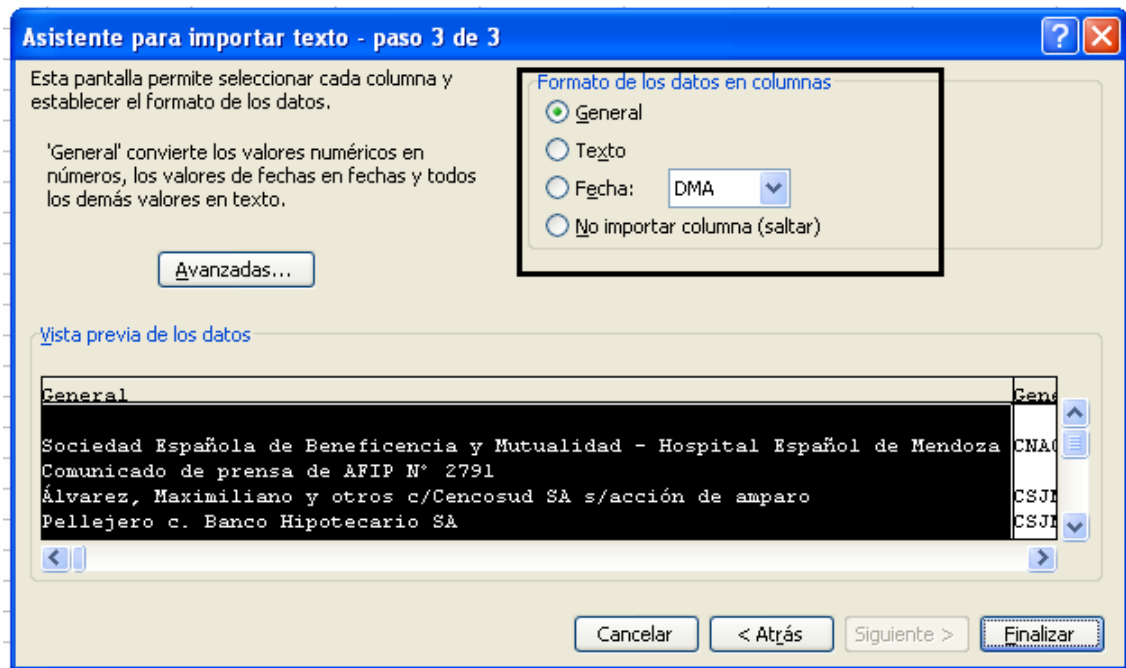 Asistente para importar texto - paso 3 de 3
Esta pantalla permite seleccionar cada columna y
establecer el formato de los datos.
'General' convierte los valores numéricos en
números, los valores de fechas en fechas y todos
los demás valores en texto.
Avanzadas...
Formato de los datos en columnas
General
Texto
Fecha: DMA
No importar columna (saltar)
Vista previa de los datos
General Gene
Sociedad Española de Beneficencia y Mutualidad - Hospital Español de Mendoza CNAC
Comunicado de prensa de AFIP N° 2791
Álvarez, Maximiliano y otros c/Cencosud SA s/acción de amparo CSJN
Pellejero c. Banco Hipotecario SA CSJN
Cancelar < Atrás Siguiente > Finalizar